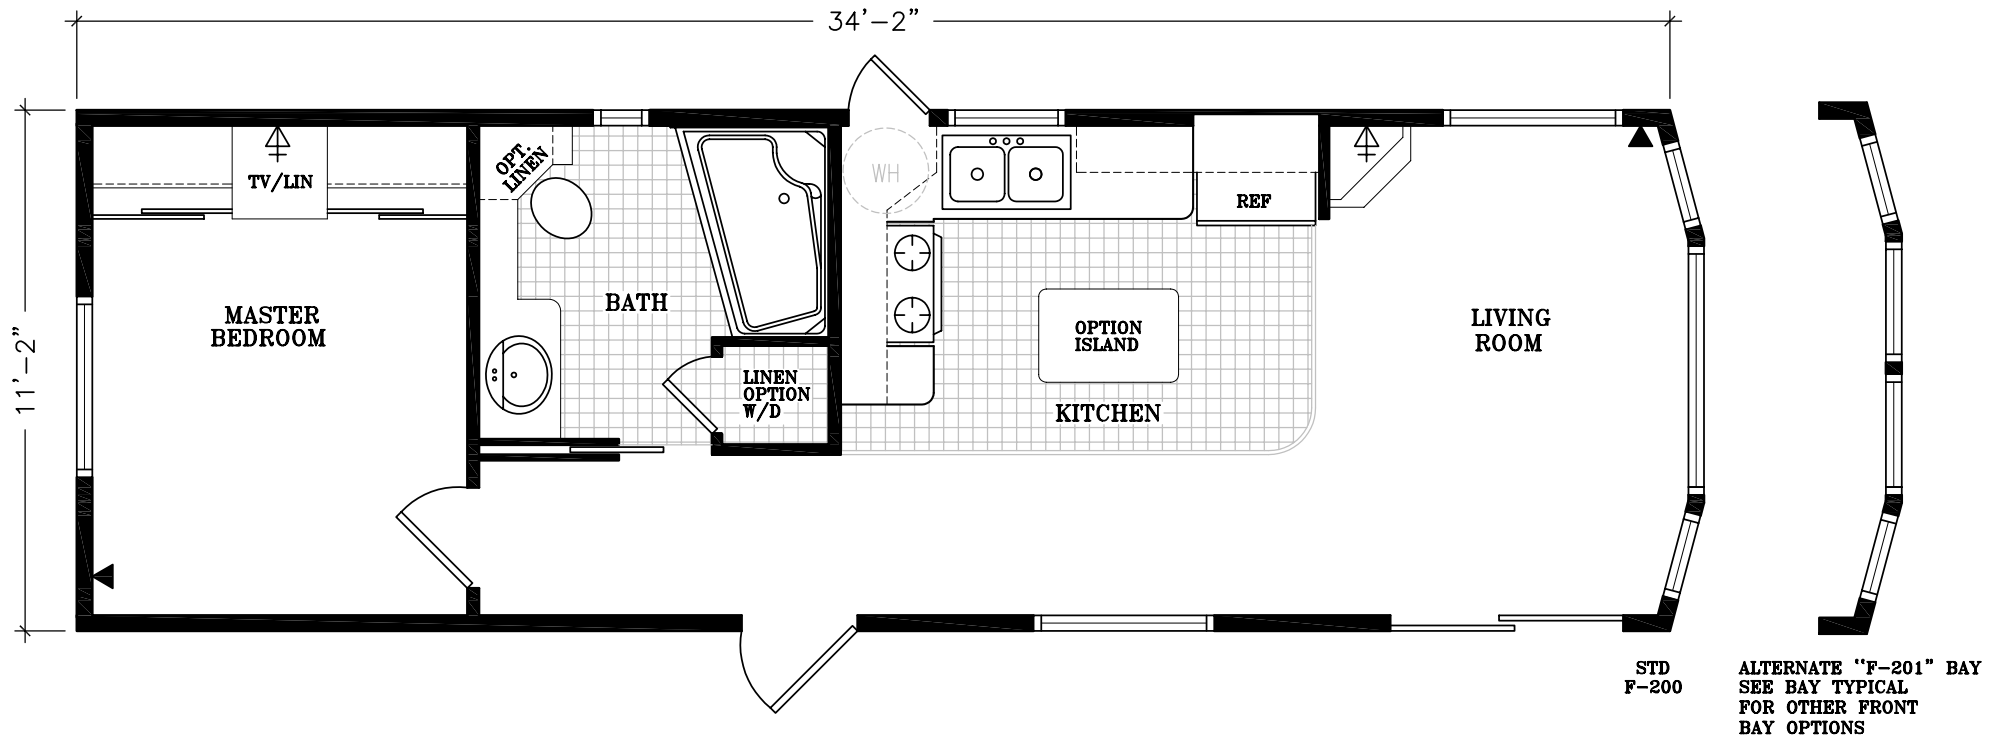 34'-2"
11'-2"
TV/LIN
OPT.
LINEN
WH
REF
MASTER
BEDROOM
BATH
OPTION
ISLAND
LIVING
ROOM
LINEN
OPTION
W/D
KITCHEN
STD
F-200
ALTERNATE "F-201" BAY
SEE BAY TYPICAL
FOR OTHER FRONT
BAY OPTIONS